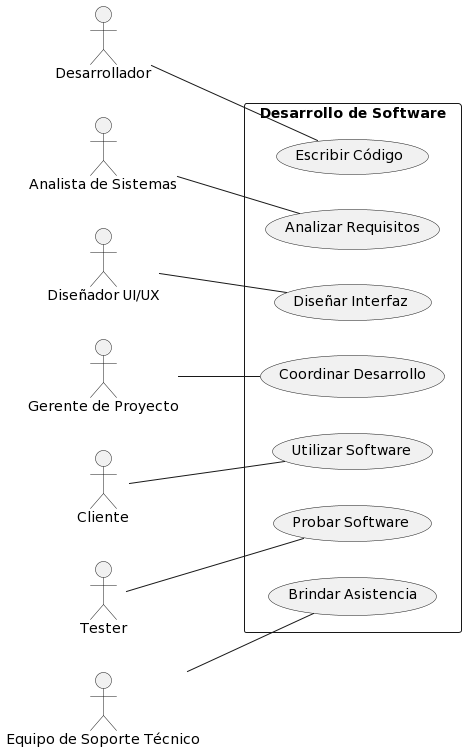 Desarrollador
Desarrollo de Software
Escribir Código
Analista de Sistemas
Analizar Requisitos
Diseñador UI/UX
Diseñar Interfaz
Gerente de Proyecto
Coordinar Desarrollo
Cliente
Utilizar Software
Tester
Probar Software
Equipo de Soporte Técnico
Brindar Asistencia